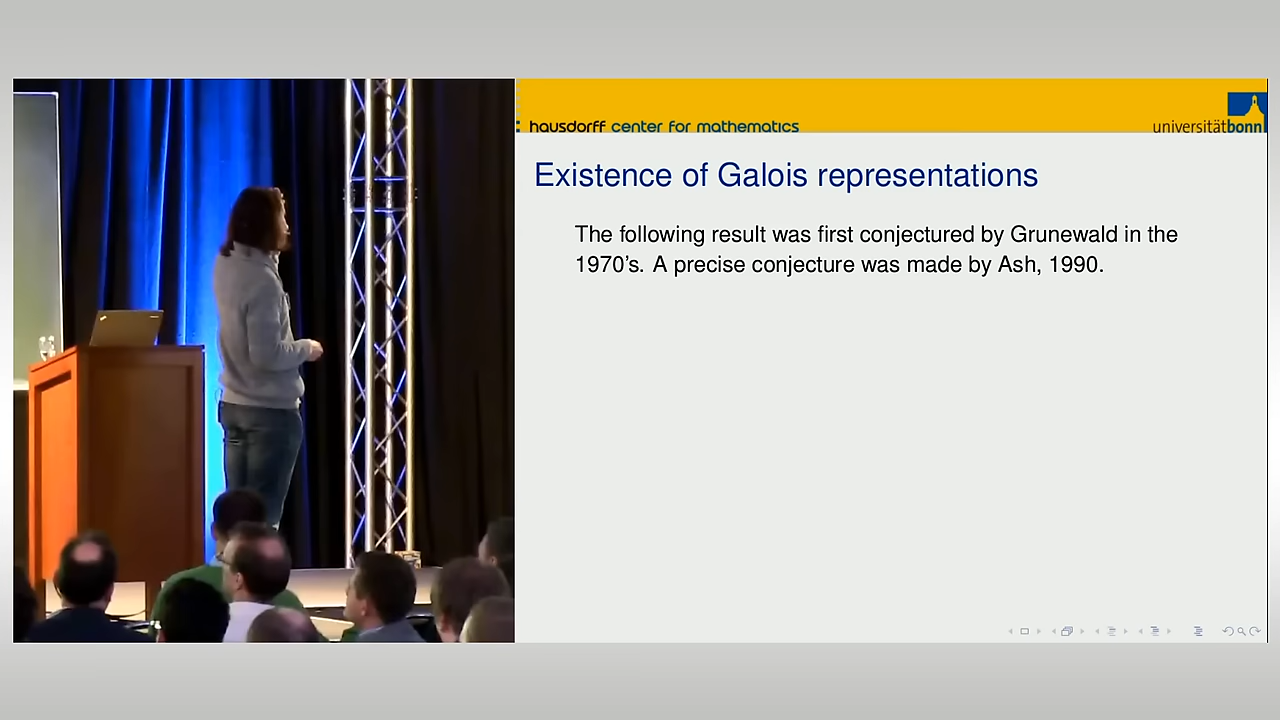 hausdorff center for mathematics
universitätbonn
Existence of Galois representations
The following result was first conjectured by Grunewald in the
1970's. A precise conjecture was made by Ash, 1990.